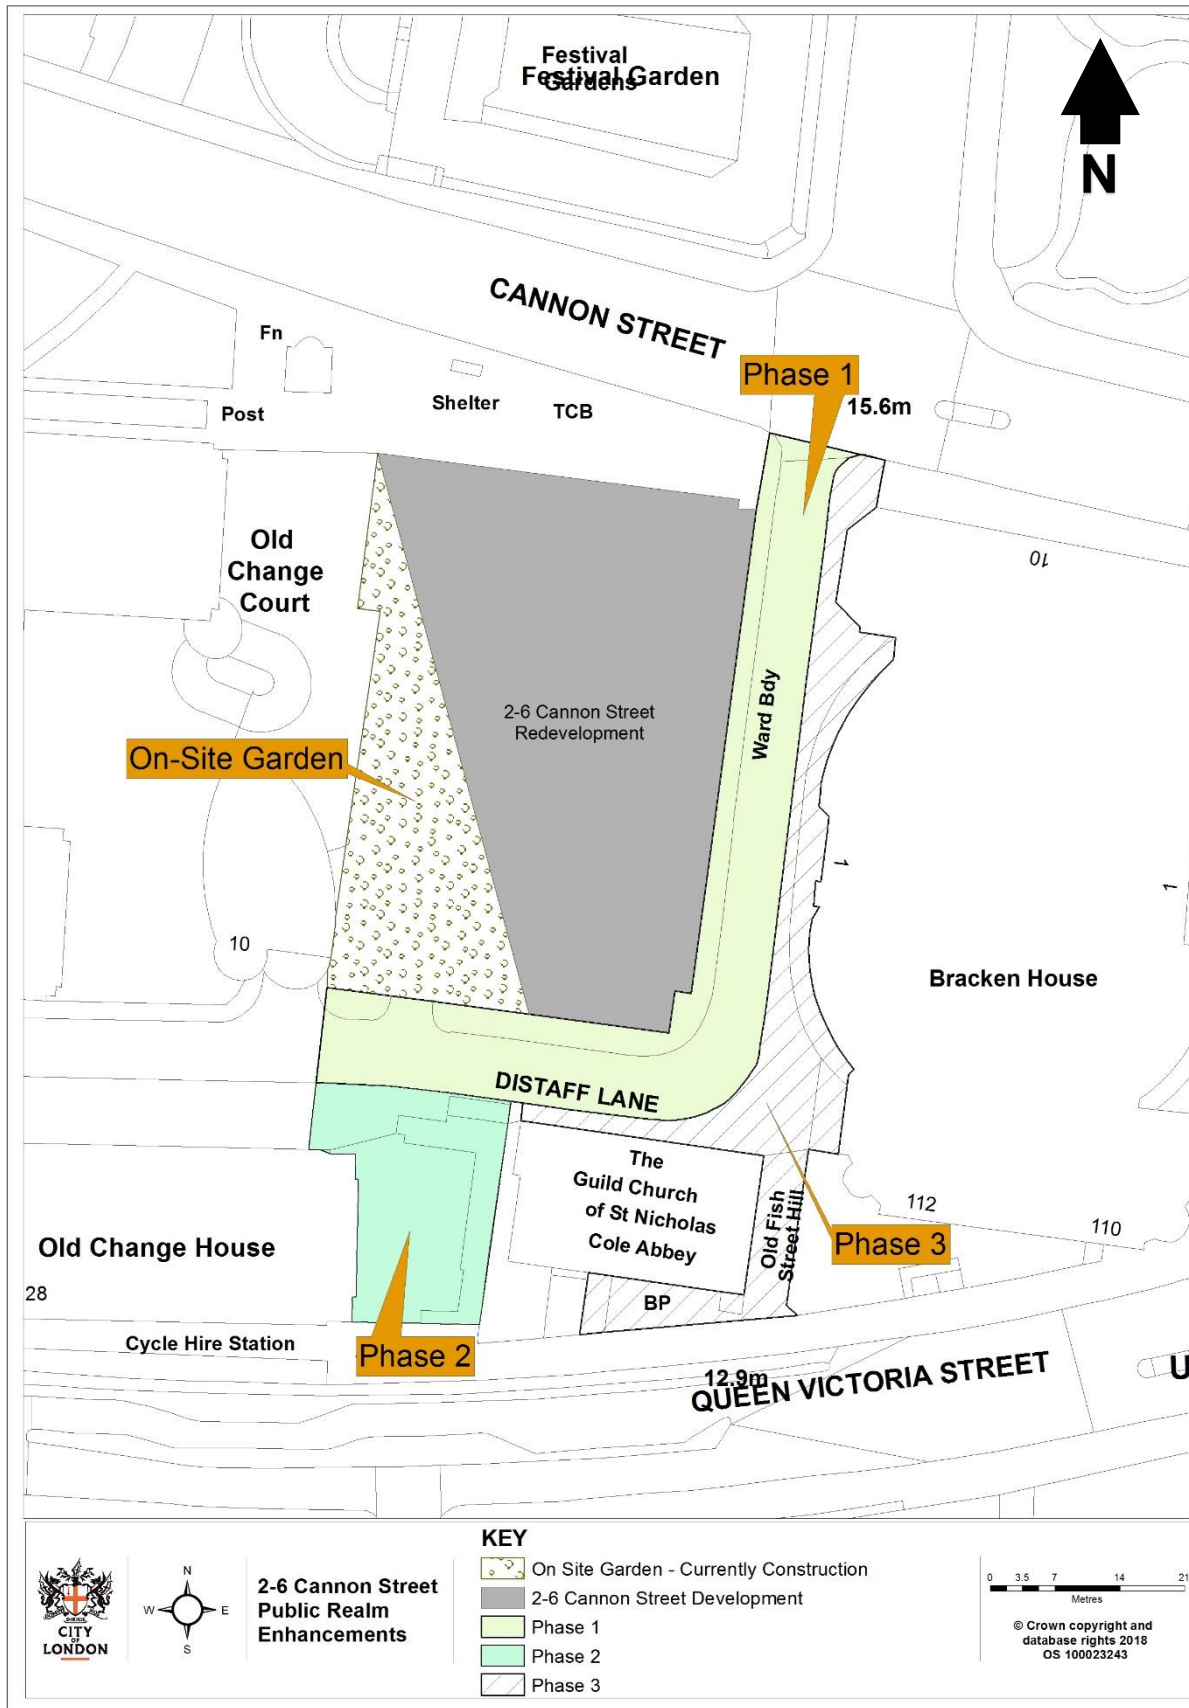 Festival
Gardens
Festival Garden
N
CANNON STREET
Fn
Phase 1
15.6m
Post
Shelter
TCB
Old
Change
Court
10
2-6 Cannon Street
Redevelopment
Ward Bdy
On-Site Garden
1
1
10
Bracken House
DISTAFF LANE
The
Guild Church
of St Nicholas
Cole Abbey
Old Fish
Street Hill
112
110
Phase 3
Old Change House
28
BP
Cycle Hire Station
Phase 2
12.9m
QUEEN VICTORIA STREET
U
KEY
On Site Garden - Currently Construction
2-6 Cannon Street Development
Phase 1
Phase 2
Phase 3
CITY
OF
LONDON
N
W
E
S
2-6 Cannon Street
Public Realm
Enhancements
0 3.5 7 14 21
Metres
© Crown copyright and
database rights 2018
OS 100023243